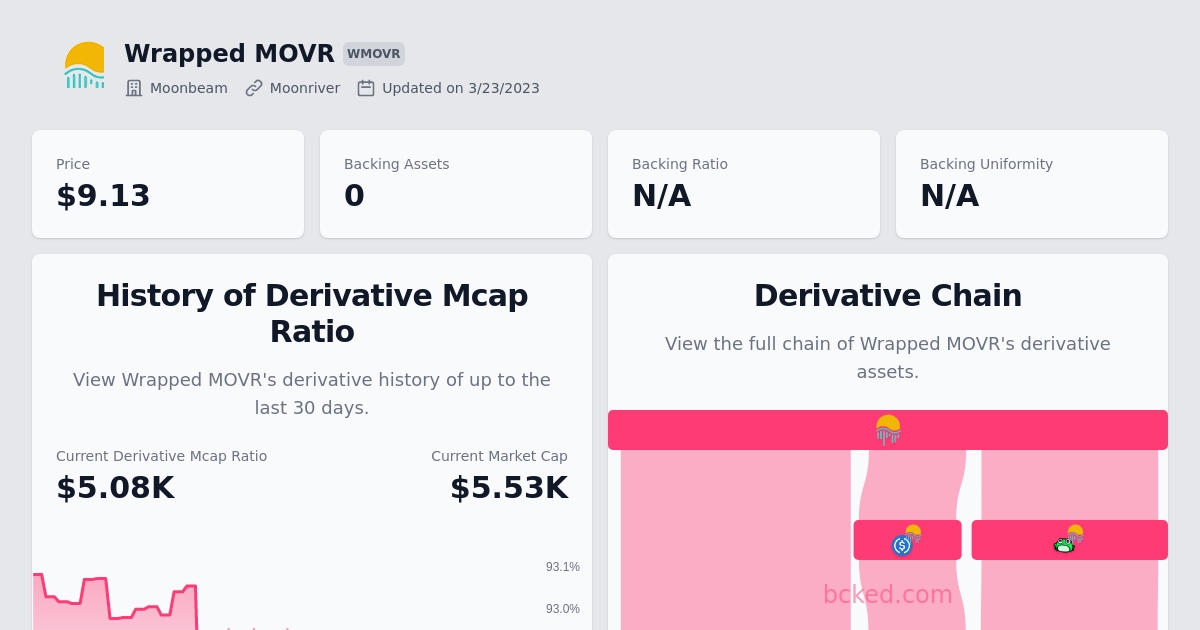 Wrapped MOVR WMOVR
Moonbeam Moonriver Updated on 3/23/2023
Price
$9.13
Backing Assets
0
Backing Ratio
N/A
Backing Uniformity
N/A
History of Derivative Mcap
Ratio
View Wrapped MOVR's derivative history of up to the
last 30 days.
Current Derivative Mcap Ratio
$5.08K
Current Market Cap
$5.53K
93.1%
93.0%
Derivative Chain
View the full chain of Wrapped MOVR's derivative
assets.
bcked.com